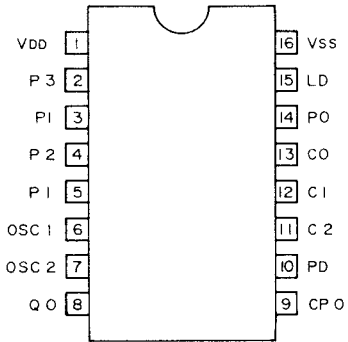 VDD 1 16 VSS
P3 2 15 LD
P1 3 14 PO
P2 4 13 CO
P1 5 12 C1
OSC1 6 11 C2
OSC2 7 10 PD
QO 8 9 CPO